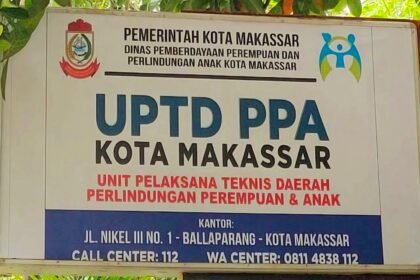 PEMERINTAH KOTA MAKASSAR
DINAS PEMBERDAYAAN PEREMPUAN DAN
PERLINDUNGAN ANAK KOTA MAKASSAR
UPTD PPA
KOTA MAKASSAR
UNIT PELAKSANA TEKNIS DAERAH
PERLINDUNGAN PEREMPUAN & ANAK
KANTOR:
JL. NIKEL III NO. 1 - BALLAPARANG - KOTA MAKASSAR
CALL CENTER: 112 WA CENTER: 0811 4838 112